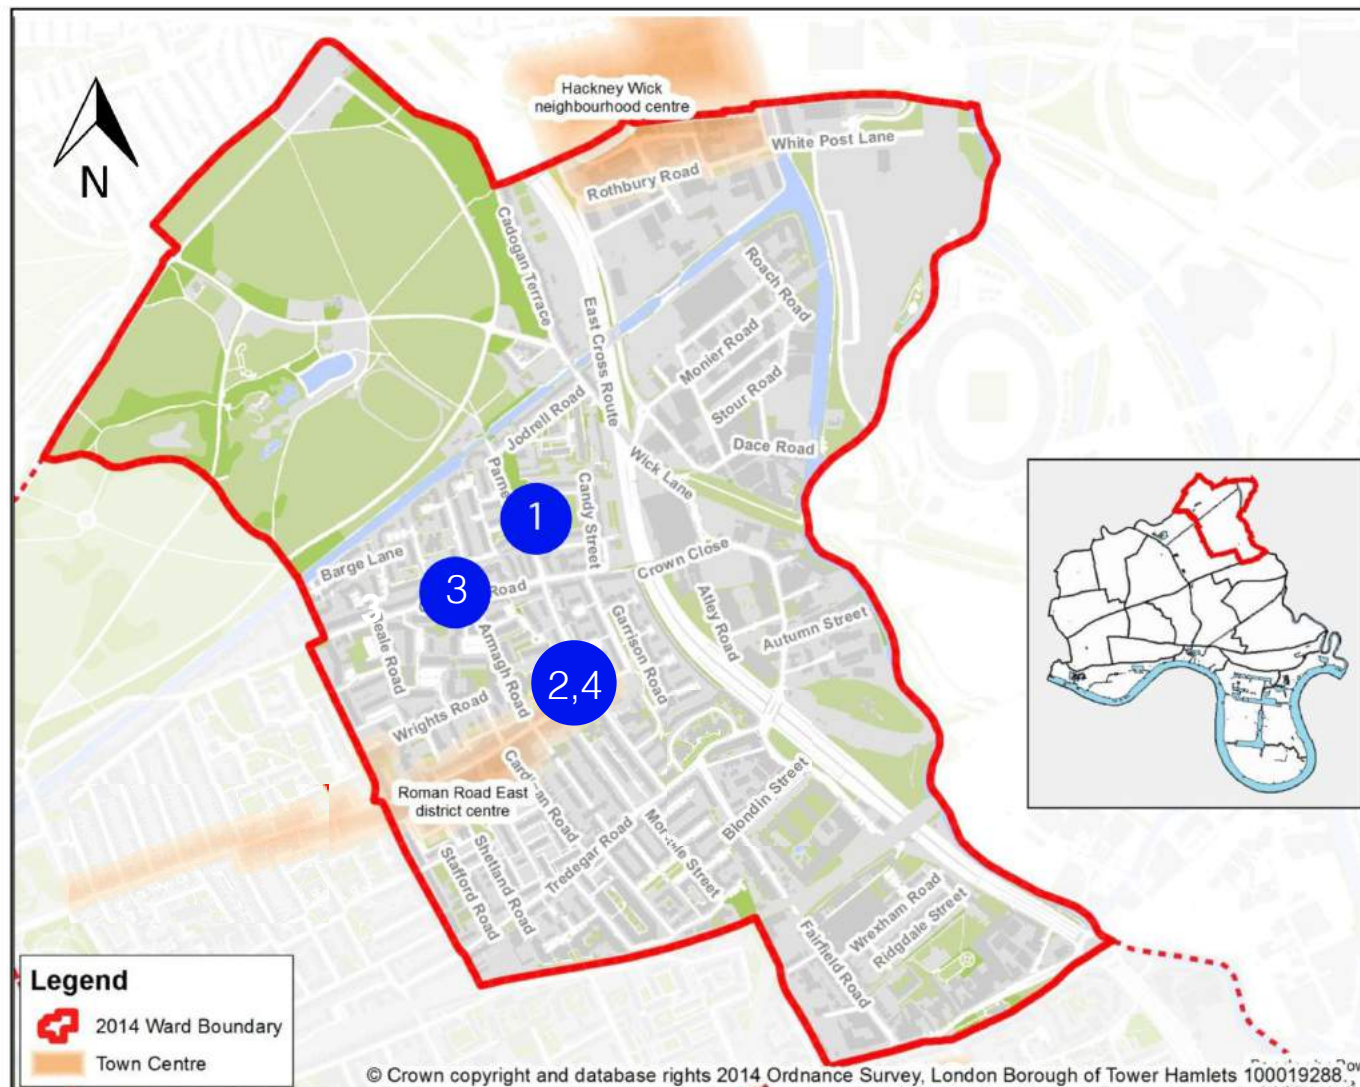 Hackney Wick
neighbourhood centre
N
White Post Lane
Rothbury Road
Cadogan Terrace
East Cross Route
Roach Road
Monier Road
Stour Road
Jodrell Road
Dace Road
Wick Lane
Candy Street
1
Barge Lane
Crown Close
3
Road
Atley Road
Autumn Street
Garrison Road
Armagh Road
2,4
Wrights Road
Roman Road East
district centre
Blondin Street
Tredegar Road
Shetland Road
Stafford Road
Wrexham Road
Ridgdale Street
Fairfield Road
Legend
2014 Ward Boundary
Town Centre
© Crown copyright and database rights 2014 Ordnance Survey, London Borough of Tower Hamlets 100019288.